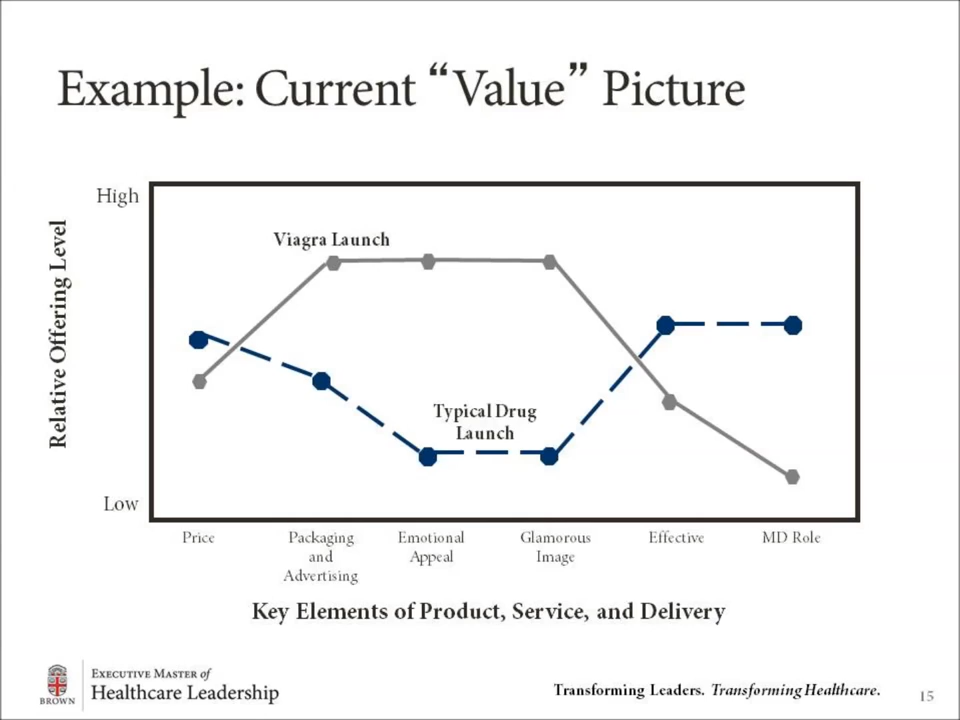 Example: Current “Value” Picture
High
Relative Offering Level
Viagra Launch
Typical Drug
Launch
Low
Price
Packaging
and
Advertising
Emotional
Appeal
Glamorous
Image
Effective
MD Role
Key Elements of Product, Service, and Delivery
BROWN
Executive Master of
Healthcare Leadership
Transforming Leaders. Transforming Healthcare.
15